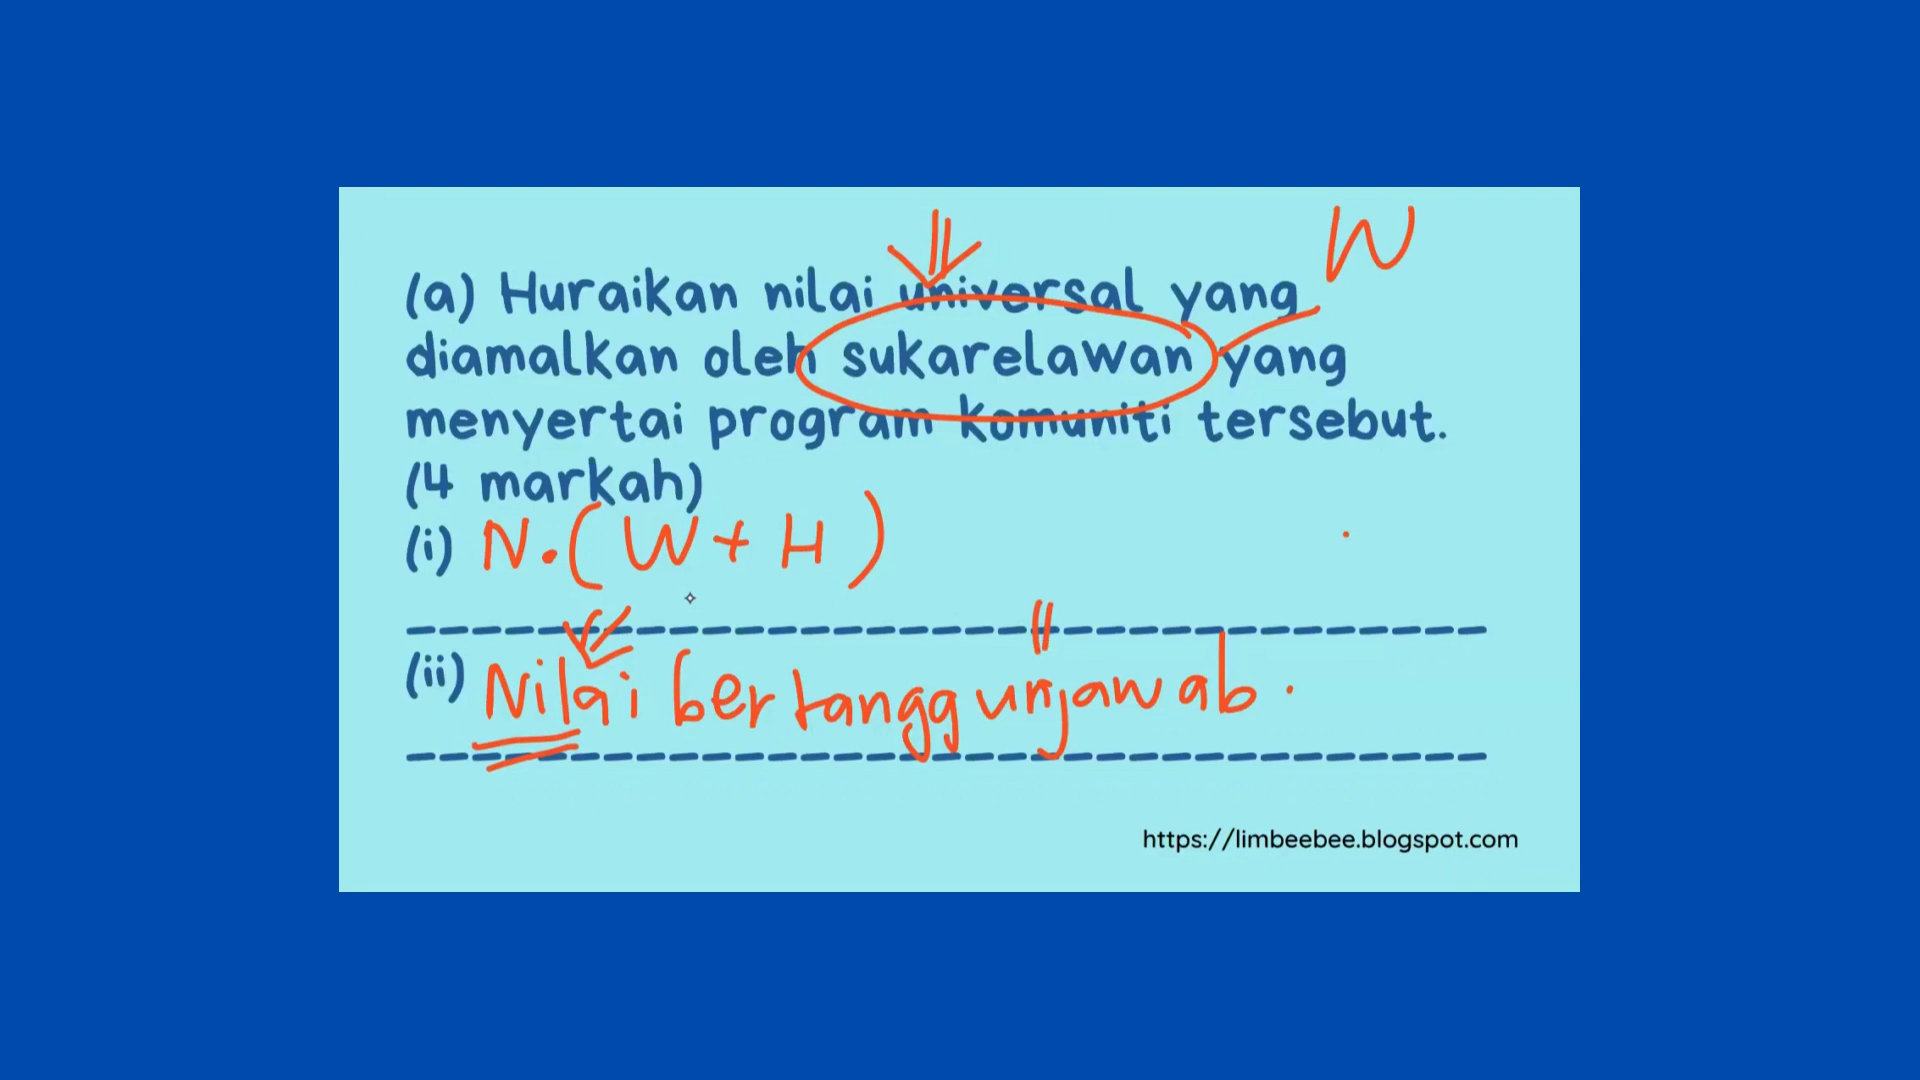 W
(a) Huraikan nilai universal yang
diamalkan oleh sukarelawan yang
menyertai program komuniti tersebut.
(4 markah)
(i) N. (W + H)
(ii) Nilai bertanggunjawab.
https://limbeebee.blogspot.com